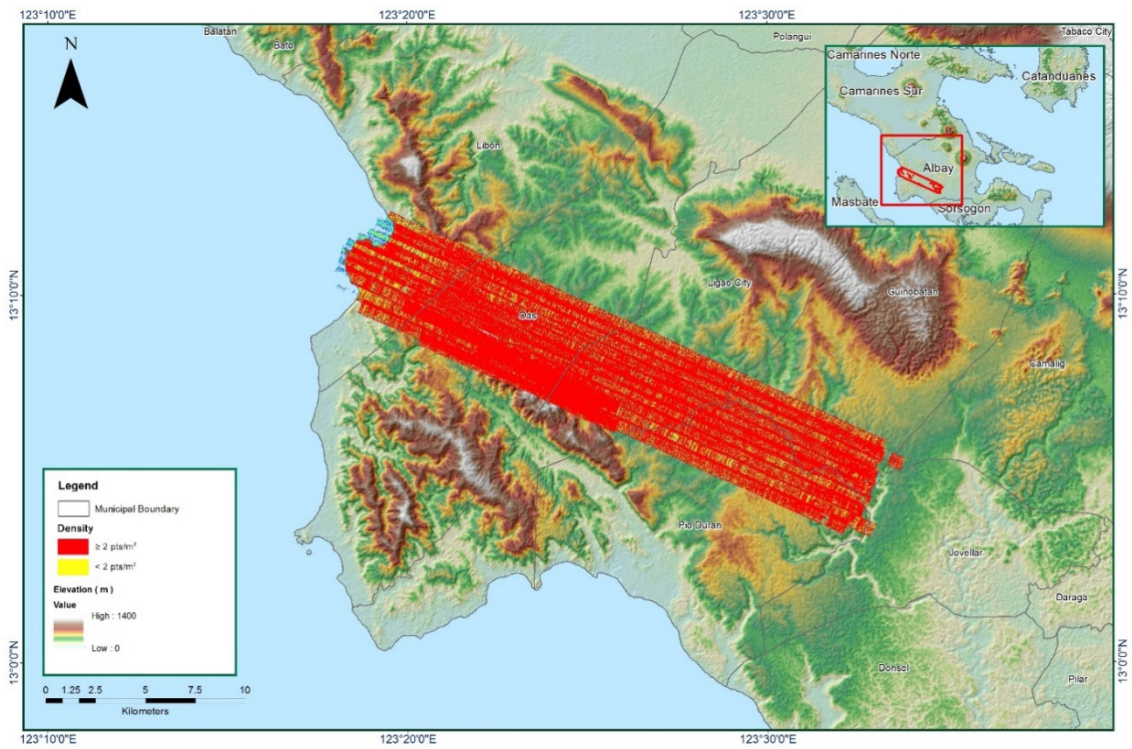 123°10'0"E
123°20'0"E
123°30'0"E
N
Balatan
Bato
Polangui
Tabaco City
Camarines Norte
Catanduanes
Camarines Sur
Albay
Masbate
Sorsogon
Libon
13°10'0"N
13°10'0"N
Ligao City
Guinobatan
Oas
Camalig
Pio Duran
Jovellar
Daraga
Donsol
Pilar
13°0'0"N
13°0'0"N
Legend
Municipal Boundary
Density
≥ 2 pts/m²
< 2 pts/m²
Elevation ( m )
Value
High : 1400
Low : 0
0 1.25 2.5 5 7.5 10
Kilometers
123°10'0"E
123°20'0"E
123°30'0"E